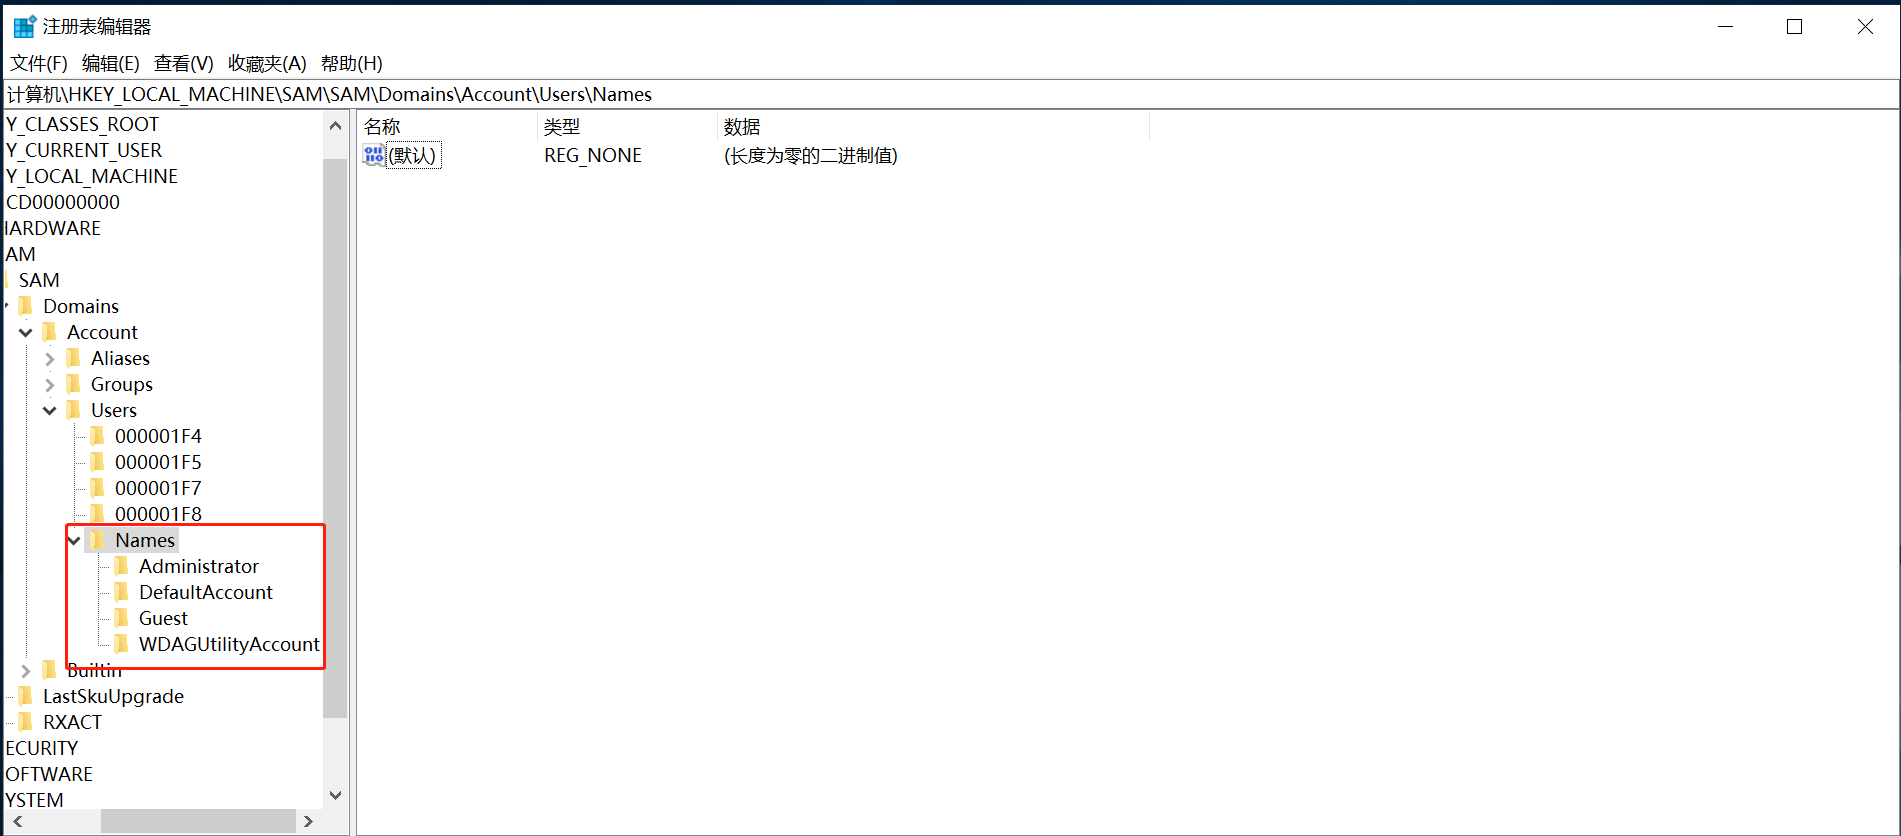 注册表编辑器
文件(F) 编辑(E) 查看(V) 收藏夹(A) 帮助(H)
计算机\HKEY_LOCAL_MACHINE\SAM\SAM\Domains\Account\Users\Names
Y_CLASSES_ROOT
Y_CURRENT_USER
Y_LOCAL_MACHINE
CD00000000
HARDWARE
AM
SAM
Domains
Account
Aliases
Groups
Users
000001F4
000001F5
000001F7
000001F8
Names
Administrator
DefaultAccount
Guest
WDAGUtilityAccount
Builtin
LastSkuUpgrade
RXACT
ECURITY
OFTWARE
YSTEM
名称 类型 数据
(默认) REG_NONE (长度为零的二进制值)